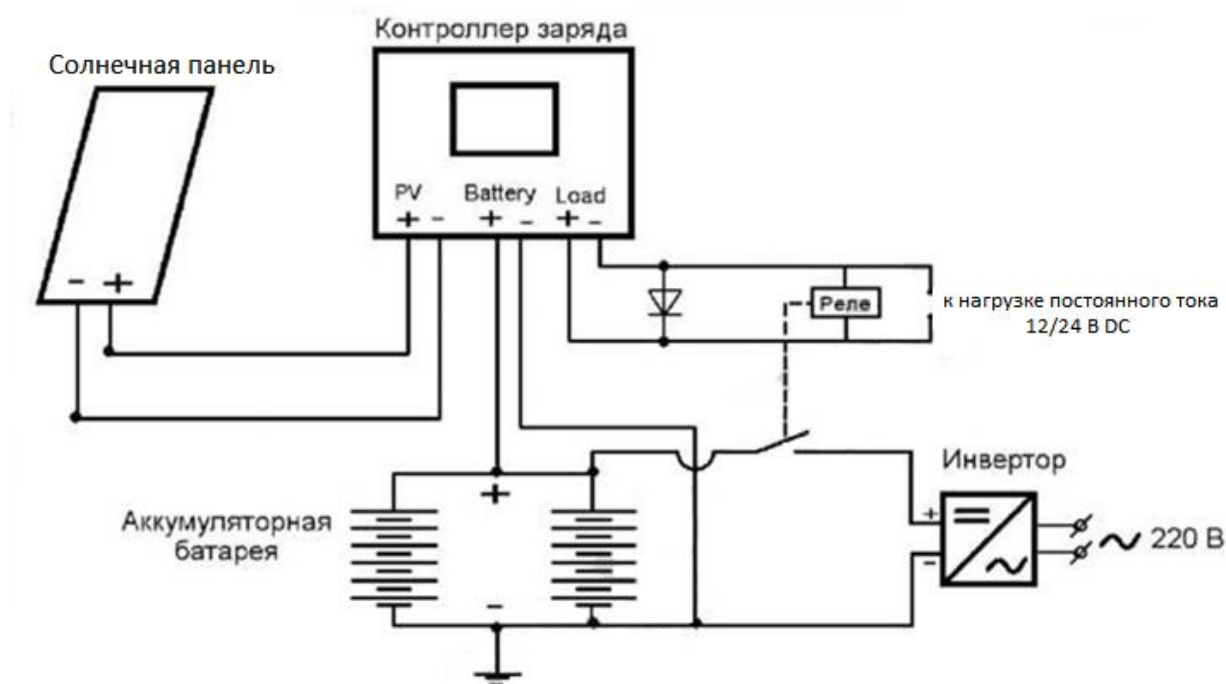 Контроллер заряда
Солнечная панель
PV Battery Load
+ - + - + -
- +
Реле
к нагрузке постоянного тока
12/24 В DC
Инвертор
+
Аккумуляторная
батарея
+
-
-
220 В